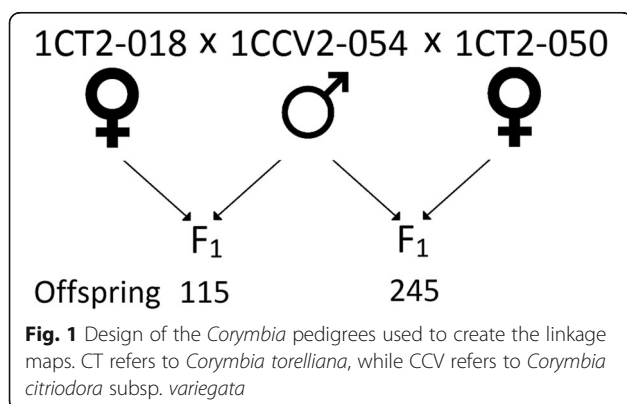 1CT2-018 x 1CCV2-054 x 1CT2-050
F₁ F₁
Offspring 115 245
Fig. 1 Design of the Corymbia pedigrees used to create the linkage
maps. CT refers to Corymbia torelliana, while CCV refers to Corymbia
citriodora subsp. variegata